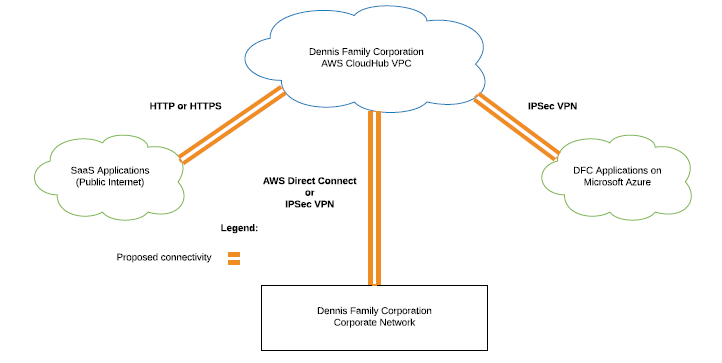 Dennis Family Corporation
AWS CloudHub VPC
HTTP or HTTPS
IPSec VPN
SaaS Applications
(Public Internet)
DFC Applications on
Microsoft Azure
AWS Direct Connect
or
IPSec VPN
Legend:
Proposed connectivity
Dennis Family Corporation
Corporate Network